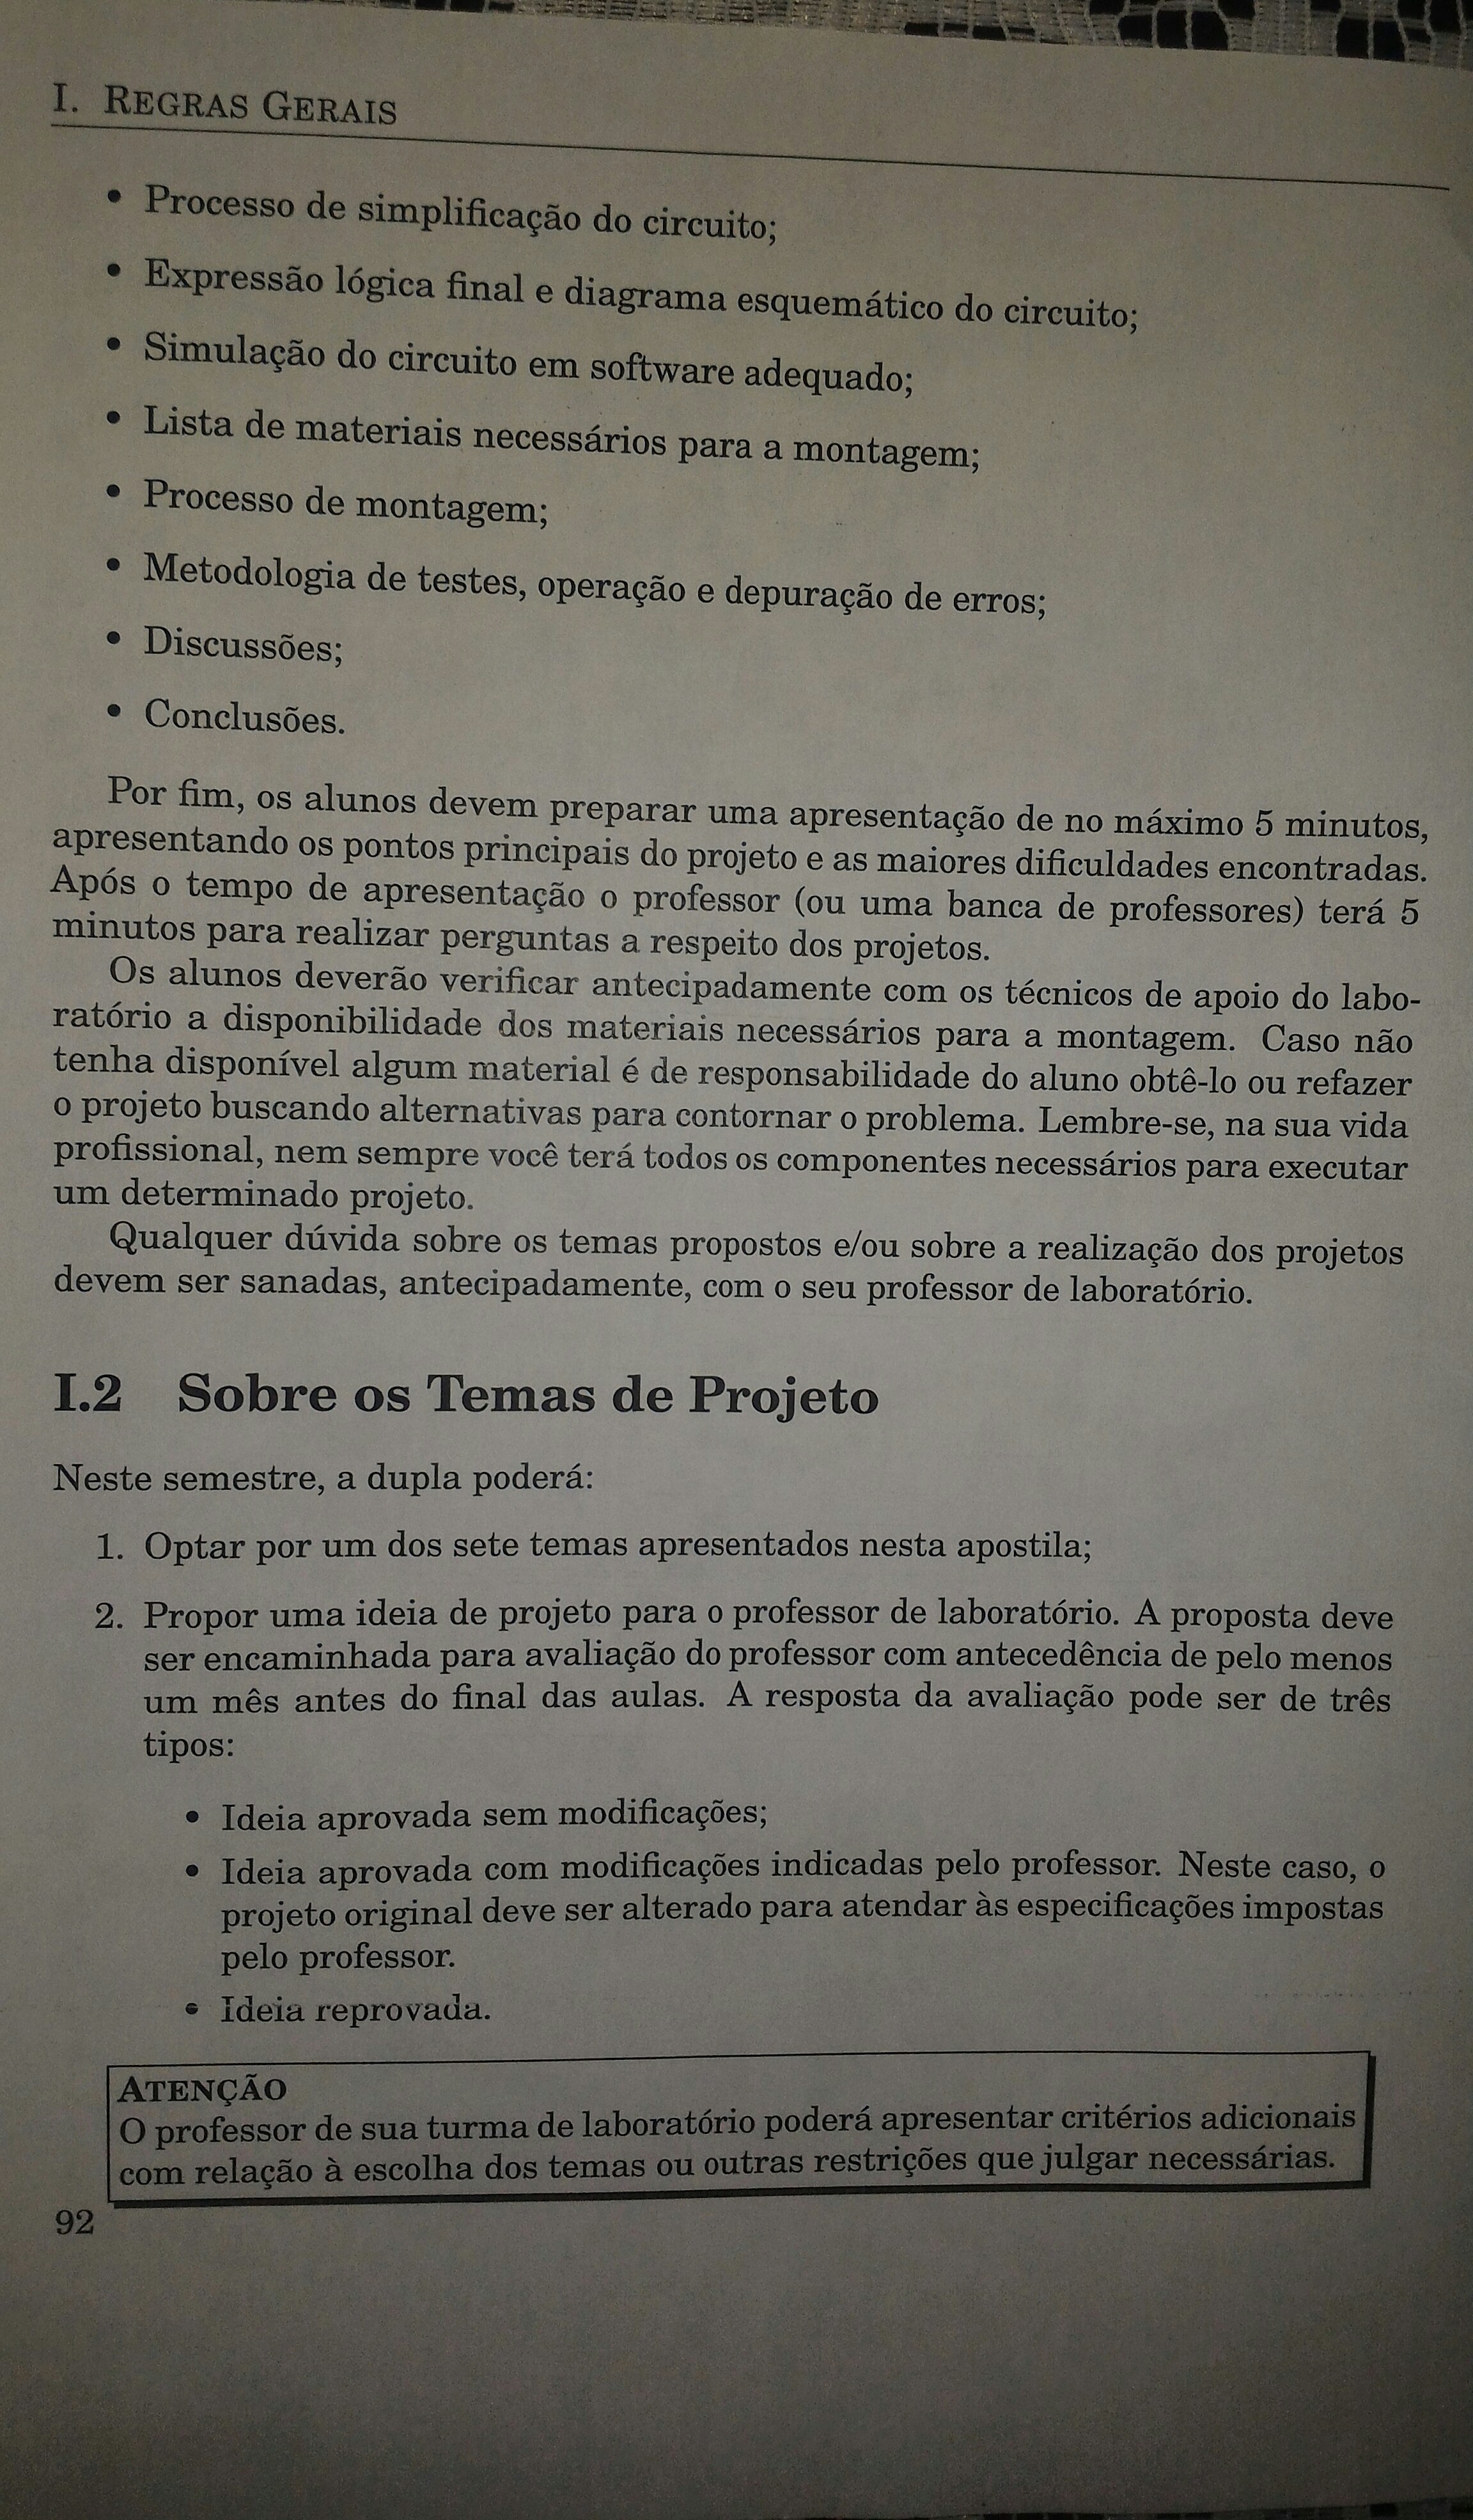 I. REGRAS GERAIS
• Processo de simplificação do circuito;
• Expressão lógica final e diagrama esquemático do circuito;
• Simulação do circuito em software adequado;
• Lista de materiais necessários para a montagem;
• Processo de montagem;
• Metodologia de testes, operação e depuração de erros;
• Discussões;
• Conclusões.
Por fim, os alunos devem preparar uma apresentação de no máximo 5 minutos,
apresentando os pontos principais do projeto e as maiores dificuldades encontradas.
Após o tempo de apresentação o professor (ou uma banca de professores) terá 5
minutos para realizar perguntas a respeito dos projetos.
Os alunos deverão verificar antecipadamente com os técnicos de apoio do labo-
ratório a disponibilidade dos materiais necessários para a montagem. Caso não
tenha disponível algum material é de responsabilidade do aluno obtê-lo ou refazer
o projeto buscando alternativas para contornar o problema. Lembre-se, na sua vida
profissional, nem sempre você terá todos os componentes necessários para executar
um determinado projeto.
Qualquer dúvida sobre os temas propostos e/ou sobre a realização dos projetos
devem ser sanadas, antecipadamente, com o seu professor de laboratório.
I.2 Sobre os Temas de Projeto
Neste semestre, a dupla poderá:
1. Optar por um dos sete temas apresentados nesta apostila;
2. Propor uma ideia de projeto para o professor de laboratório. A proposta deve
ser encaminhada para avaliação do professor com antecedência de pelo menos
um mês antes do final das aulas. A resposta da avaliação pode ser de três
tipos:
• Ideia aprovada sem modificações;
• Ideia aprovada com modificações indicadas pelo professor. Neste caso, o
projeto original deve ser alterado para atendar às especificações impostas
pelo professor.
• Ideia reprovada.
ATENÇÃO
O professor de sua turma de laboratório poderá apresentar critérios adicionais
com relação à escolha dos temas ou outras restrições que julgar necessárias.
92